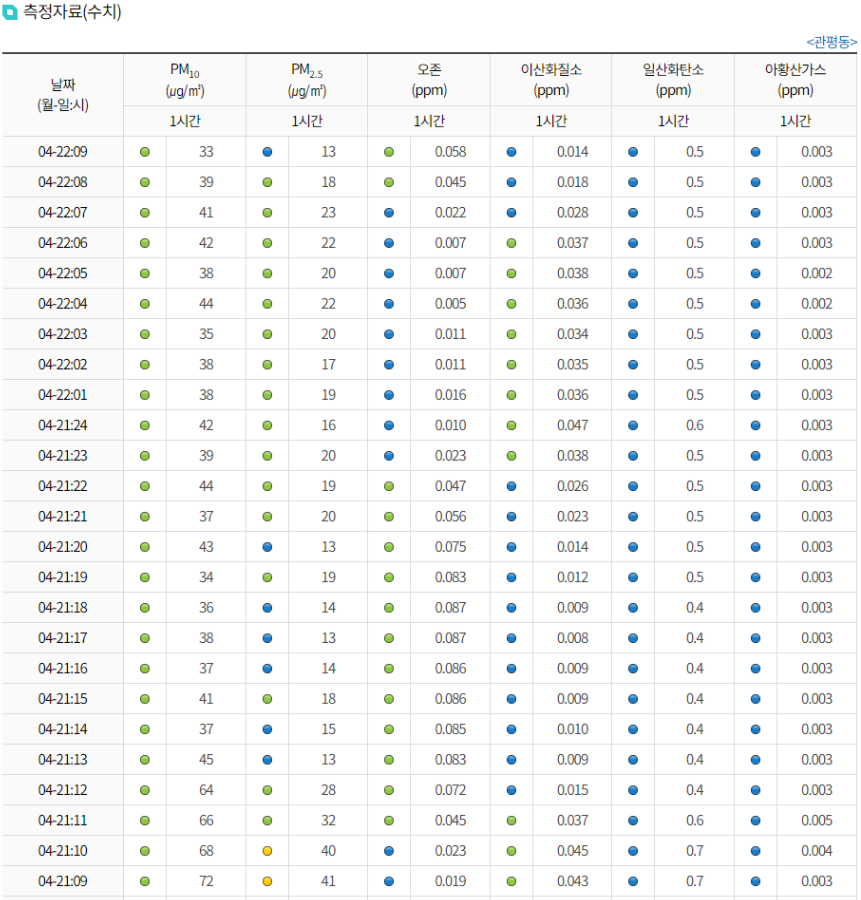 측정자료(수치)
<관평동>
날짜
(월-일:시)
PM10
(㎍/㎥)
PM2.5
(㎍/㎥)
오존
(ppm)
이산화질소
(ppm)
일산화탄소
(ppm)
아황산가스
(ppm)
1시간 1시간 1시간 1시간 1시간 1시간
04-22:09 33 13 0.058 0.014 0.5 0.003
04-22:08 39 18 0.045 0.018 0.5 0.003
04-22:07 41 23 0.022 0.028 0.5 0.003
04-22:06 42 22 0.007 0.037 0.5 0.003
04-22:05 38 20 0.007 0.038 0.5 0.002
04-22:04 44 22 0.005 0.036 0.5 0.002
04-22:03 35 20 0.011 0.034 0.5 0.003
04-22:02 38 17 0.011 0.035 0.5 0.003
04-22:01 38 19 0.016 0.036 0.5 0.003
04-21:24 42 16 0.010 0.047 0.6 0.003
04-21:23 39 20 0.023 0.038 0.5 0.003
04-21:22 44 19 0.047 0.026 0.5 0.003
04-21:21 37 20 0.056 0.023 0.5 0.003
04-21:20 43 13 0.075 0.014 0.5 0.003
04-21:19 34 19 0.083 0.012 0.5 0.003
04-21:18 36 14 0.087 0.009 0.4 0.003
04-21:17 38 13 0.087 0.008 0.4 0.003
04-21:16 37 14 0.086 0.009 0.4 0.003
04-21:15 41 18 0.086 0.009 0.4 0.003
04-21:14 37 15 0.085 0.010 0.4 0.003
04-21:13 45 13 0.083 0.009 0.4 0.003
04-21:12 64 28 0.072 0.015 0.4 0.003
04-21:11 66 32 0.045 0.037 0.6 0.005
04-21:10 68 40 0.023 0.045 0.7 0.004
04-21:09 72 41 0.019 0.043 0.7 0.003